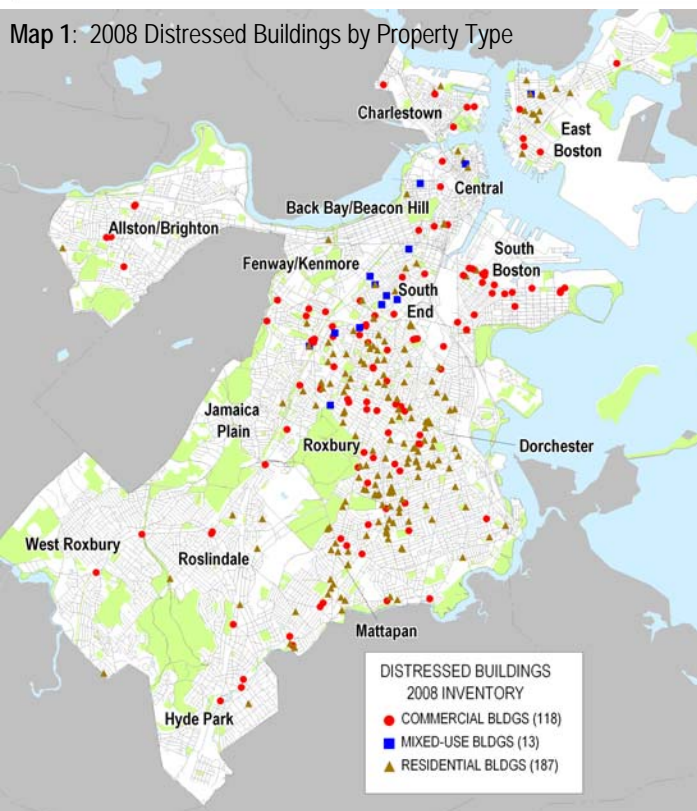 Map 1: 2008 Distressed Buildings by Property Type
Charlestown
East
Boston
Central
Back Bay/Beacon Hill
Allston/Brighton
Fenway/Kenmore
South
Boston
South
End
Jamaica
Plain
Roxbury
Dorchester
West Roxbury
Roslindale
Mattapan
Hyde Park
DISTRESSED BUILDINGS
2008 INVENTORY
COMMERCIAL BLDGS (118)
MIXED-USE BLDGS (13)
RESIDENTIAL BLDGS (187)